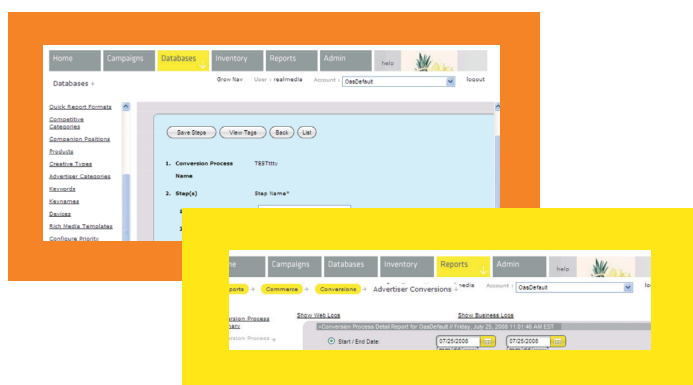 Home Campaigns Databases Inventory Reports Admin help
Databases + Grow Nav User : realmedia Account : OasDefault logout
Quick Report Formats
Competitive
Categories
Companion Positions
Products
Creative Types
Advertiser Categories
Keywords
Keynames
Devices
Rich Media Templates
Configure Priority
Save Steps View Tags Back List
1. Conversion Process TESTttty
Name
2. Step(s) Step Name*
Campaigns Databases Inventory Reports Admin help
Commerce + Conversions + Advertiser Conversions + Account : OasDefault
Show Web Logs Show Business Logs
Process
>Conversion Process Detail Report for OasDefault // Friday, July 25, 2008 11:01:46 AM EST
Process +
Start / End Date: 07/25/2008 07/25/2008